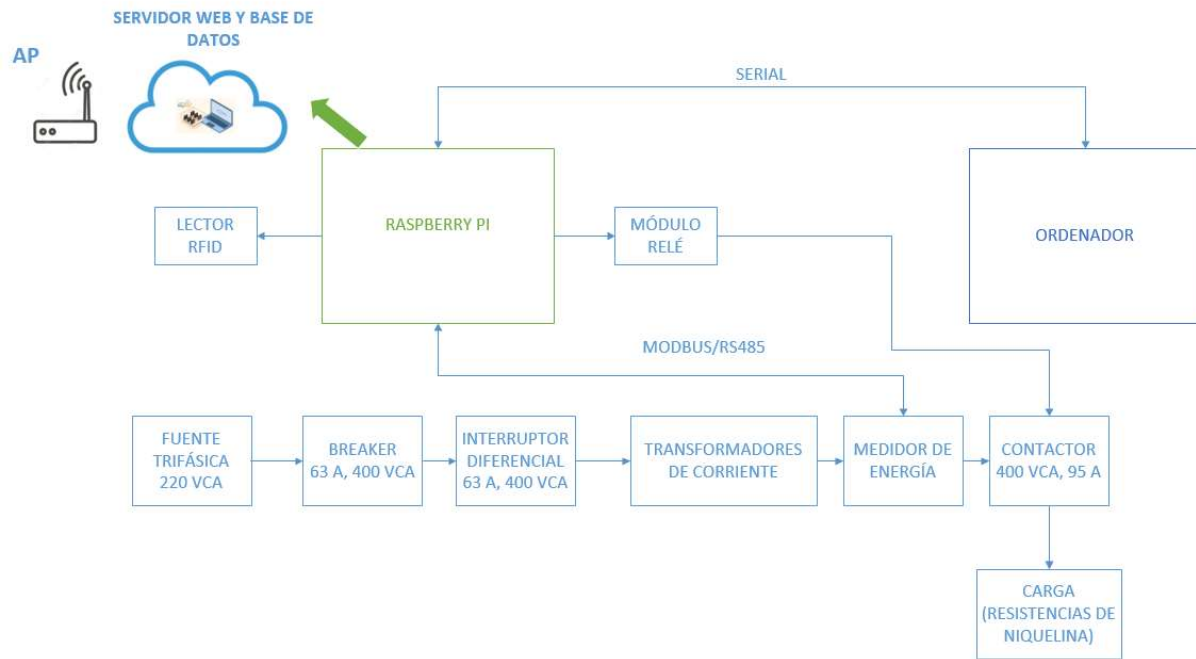 SERVIDOR WEB Y BASE DE
DATOS
AP
SERIAL
LECTOR
RFID
RASPBERRY PI
MÓDULO
RELÉ
ORDENADOR
MODBUS/RS485
FUENTE
TRIFÁSICA
220 VCA
BREAKER
63 A, 400 VCA
INTERRUPTOR
DIFERENCIAL
63 A, 400 VCA
TRANSFORMADORES
DE CORRIENTE
MEDIDOR DE
ENERGÍA
CONTACTOR
400 VCA, 95 A
CARGA
(RESISTENCIAS DE
NIQUELINA)